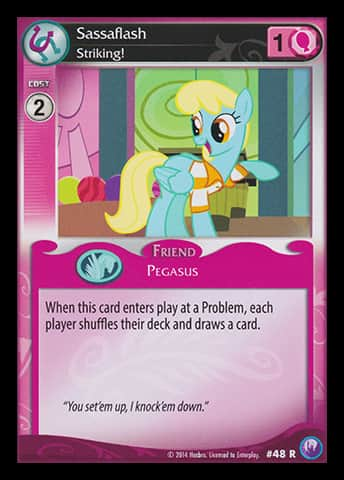 Sassaflash
Striking!
1
COST
2
FRIEND
PEGASUS
When this card enters play at a Problem, each
player shuffles their deck and draws a card.
"You set'em up, I knock'em down."
© 2014 Hasbro. Licensed to Enterplay.
#48 R